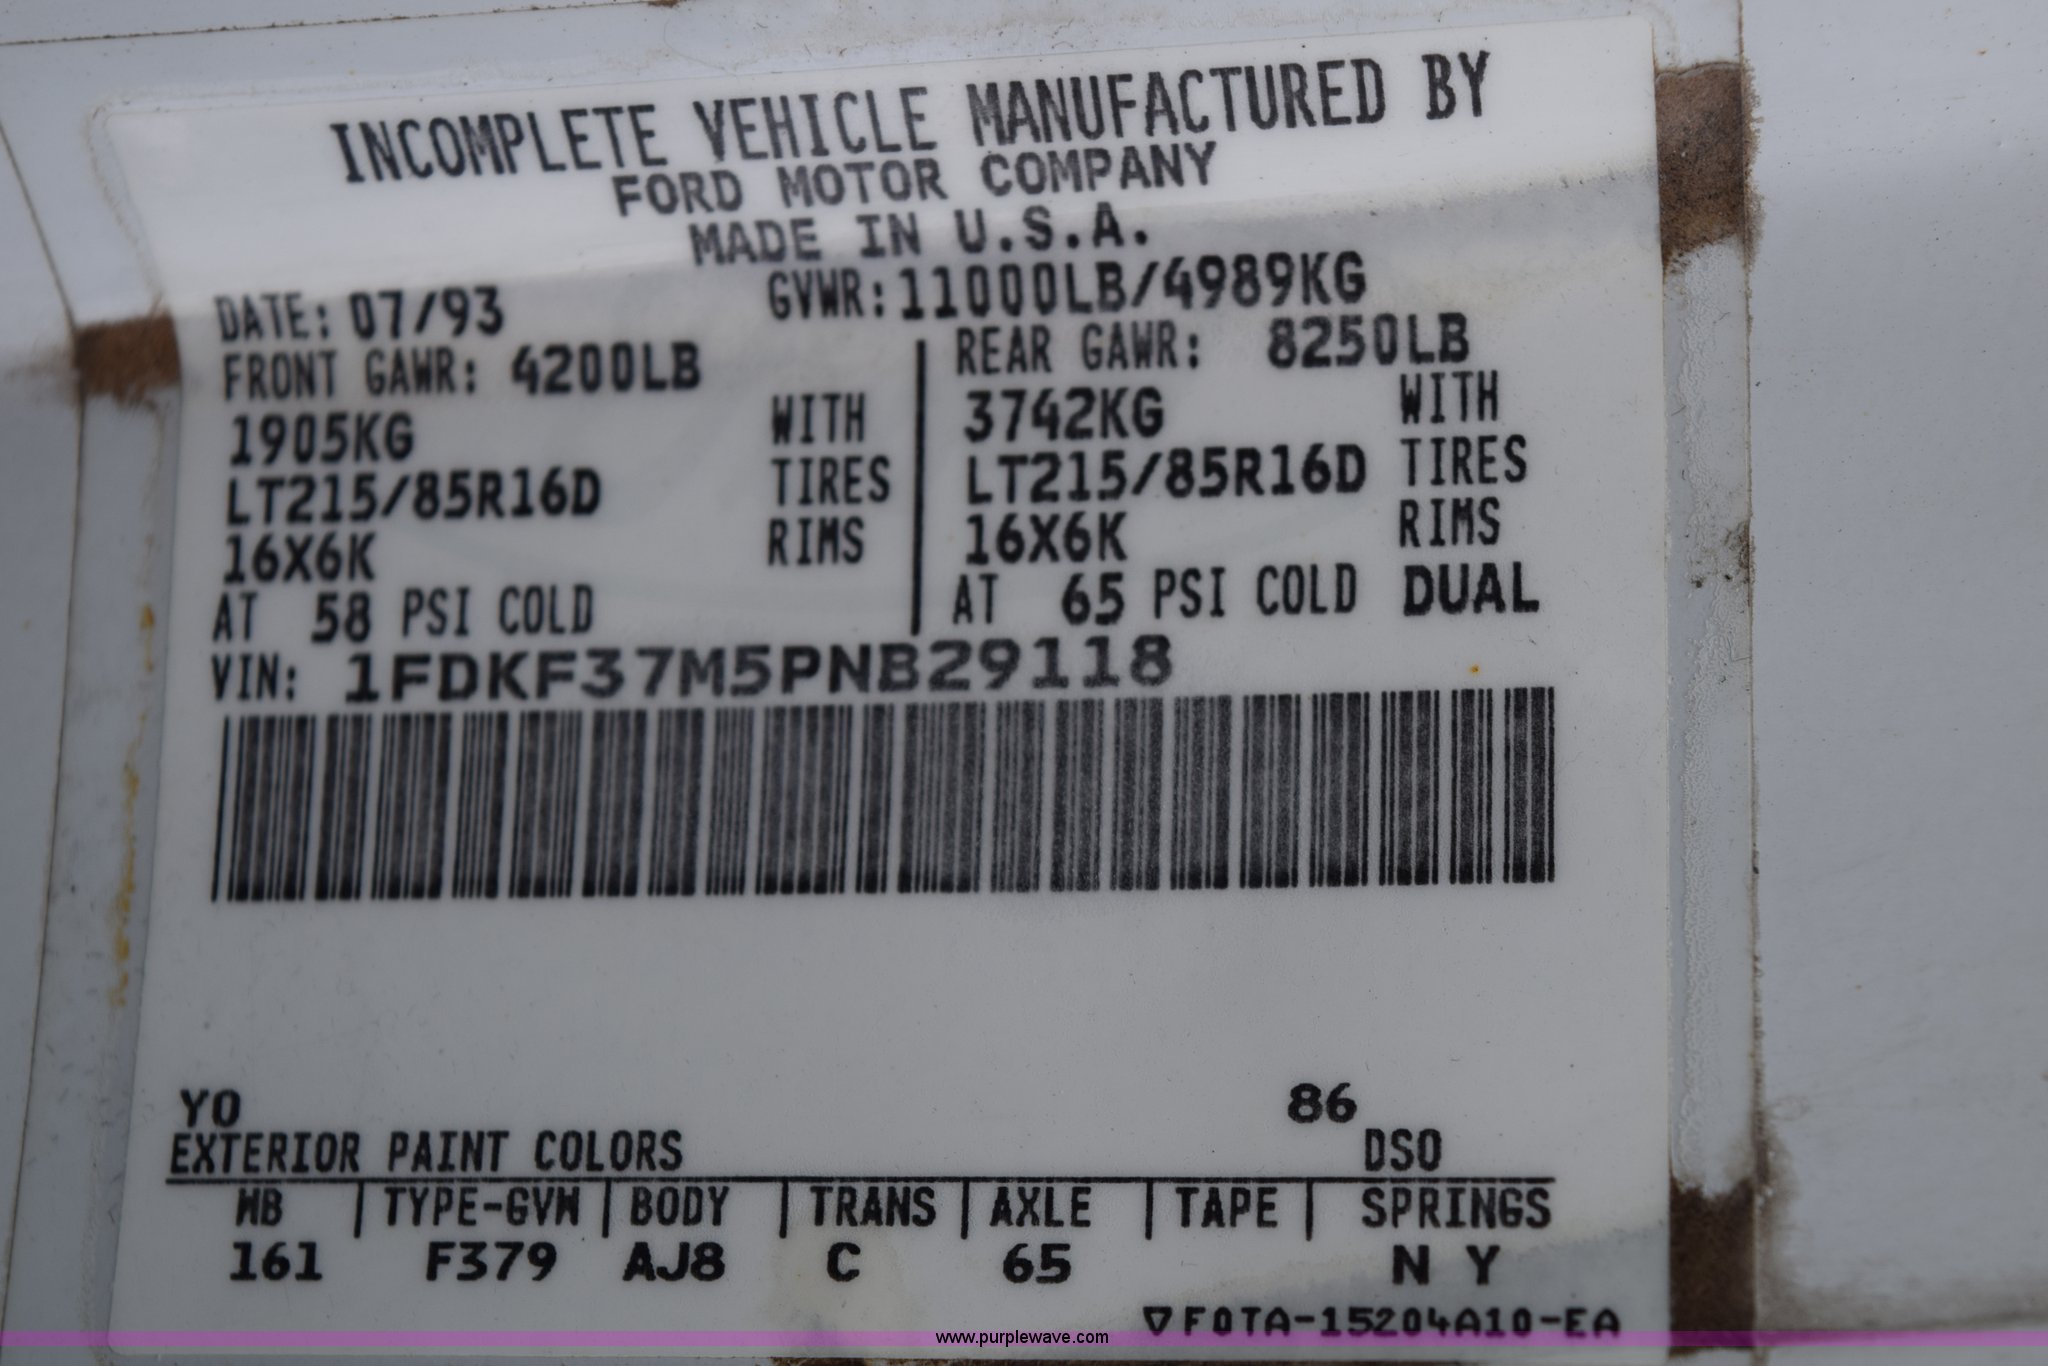 INCOMPLETE VEHICLE MANUFACTURED BY
FORD MOTOR COMPANY
MADE IN U.S.A.
DATE: 07/93 GVWR:11000LB/4989KG
FRONT GAWR: 4200LB REAR GAWR: 8250LB
1905KG WITH 3742KG WITH
LT215/85R16D TIRES LT215/85R16D TIRES
16X6K RIMS 16X6K RIMS
AT 58 PSI COLD AT 65 PSI COLD DUAL
VIN: 1FDKF37M5PNB29118
YO 86
EXTERIOR PAINT COLORS DSO
WB TYPE-GVW BODY TRANS AXLE TAPE SPRINGS
161 F379 AJ8 C 65 N Y
▽F0TA-15204A10-EA
www.purplewave.com